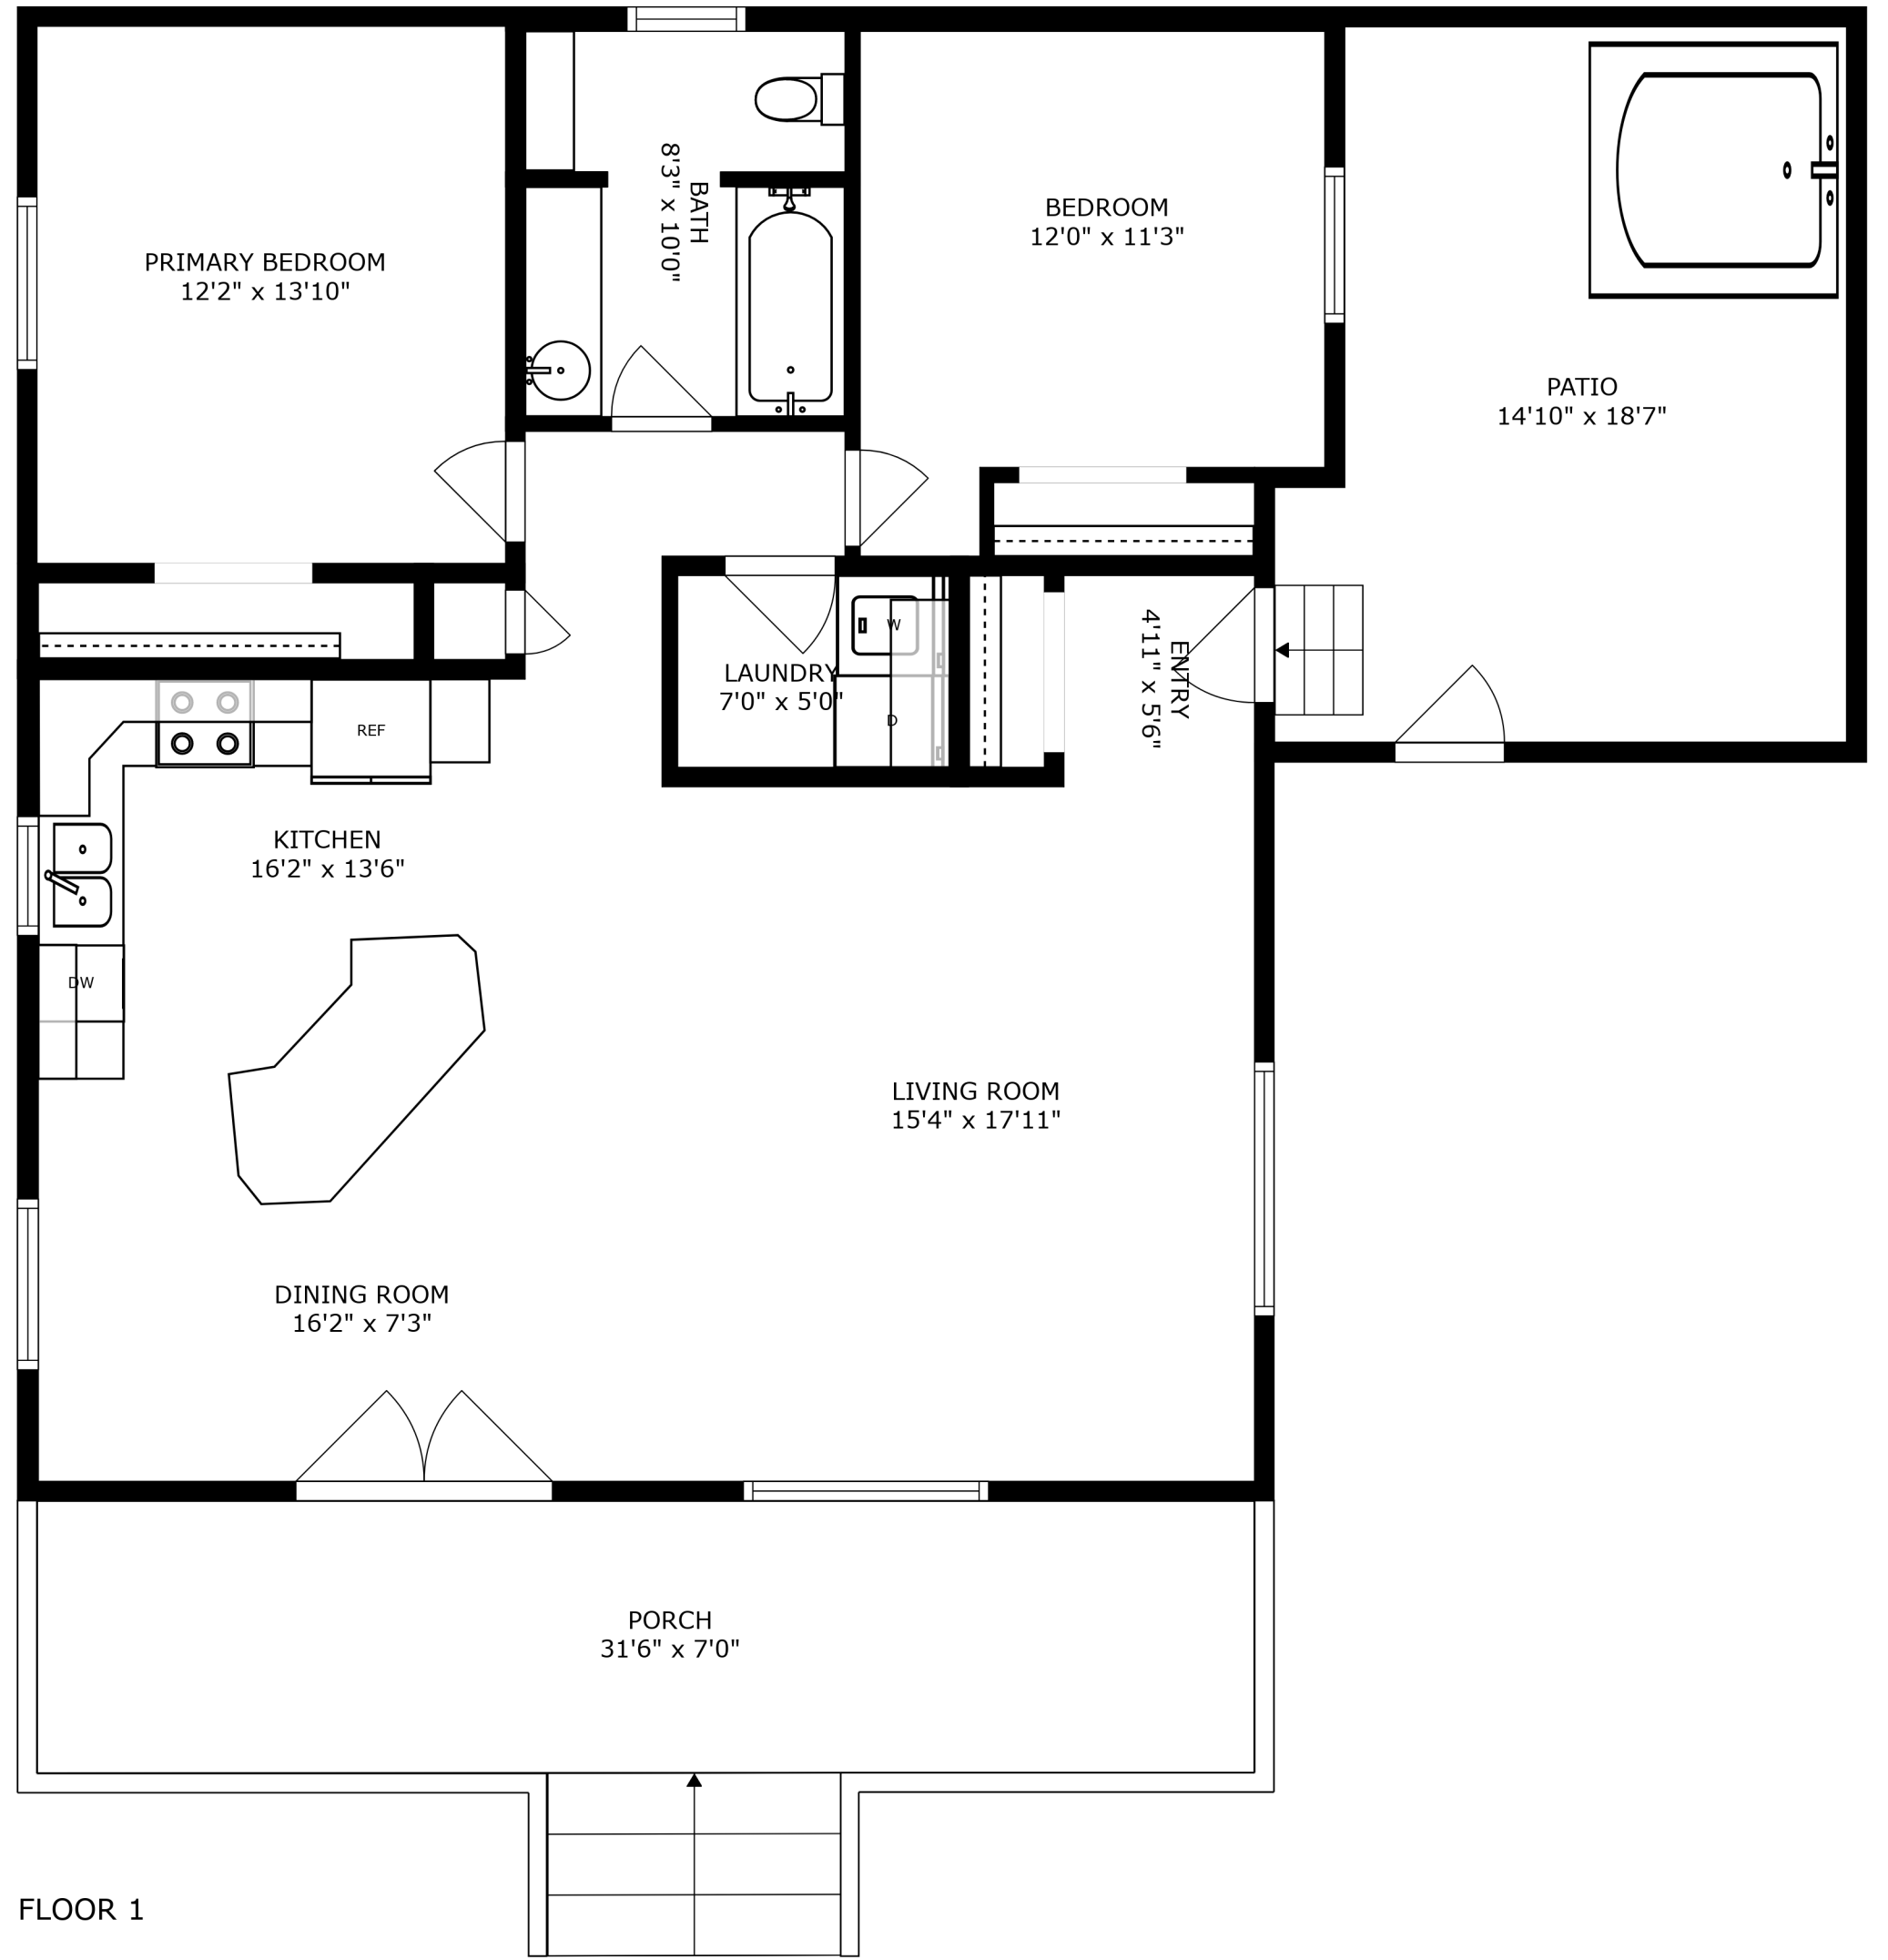 BATH
8'3" x 10'0"
BEDROOM
12'0" x 11'3"
PRIMARY BEDROOM
12'2" x 13'10"
PATIO
14'10" x 18'7"
W
LAUNDRY
7'0" x 5'0"
D
ENTRY
4'11" x 5'6"
REF
KITCHEN
16'2" x 13'6"
DW
LIVING ROOM
15'4" x 17'11"
DINING ROOM
16'2" x 7'3"
PORCH
31'6" x 7'0"
FLOOR 1